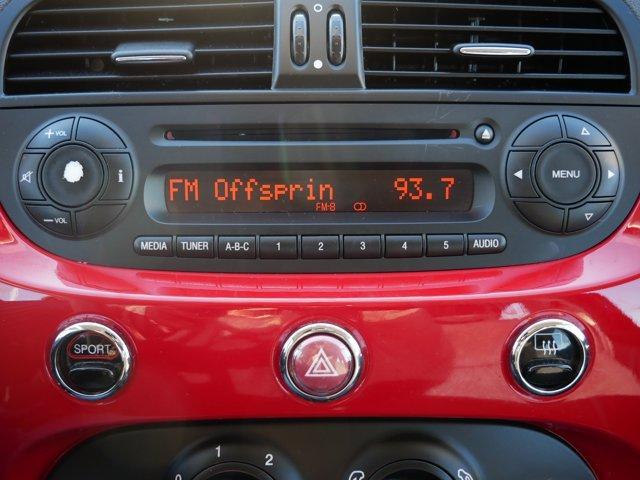 + VOL
i
- VOL
FM Offsprin 93.7
FM-B
MENU
MEDIA TUNER A-B-C 1 2 3 4 5 AUDIO
SPORT
0 1 2